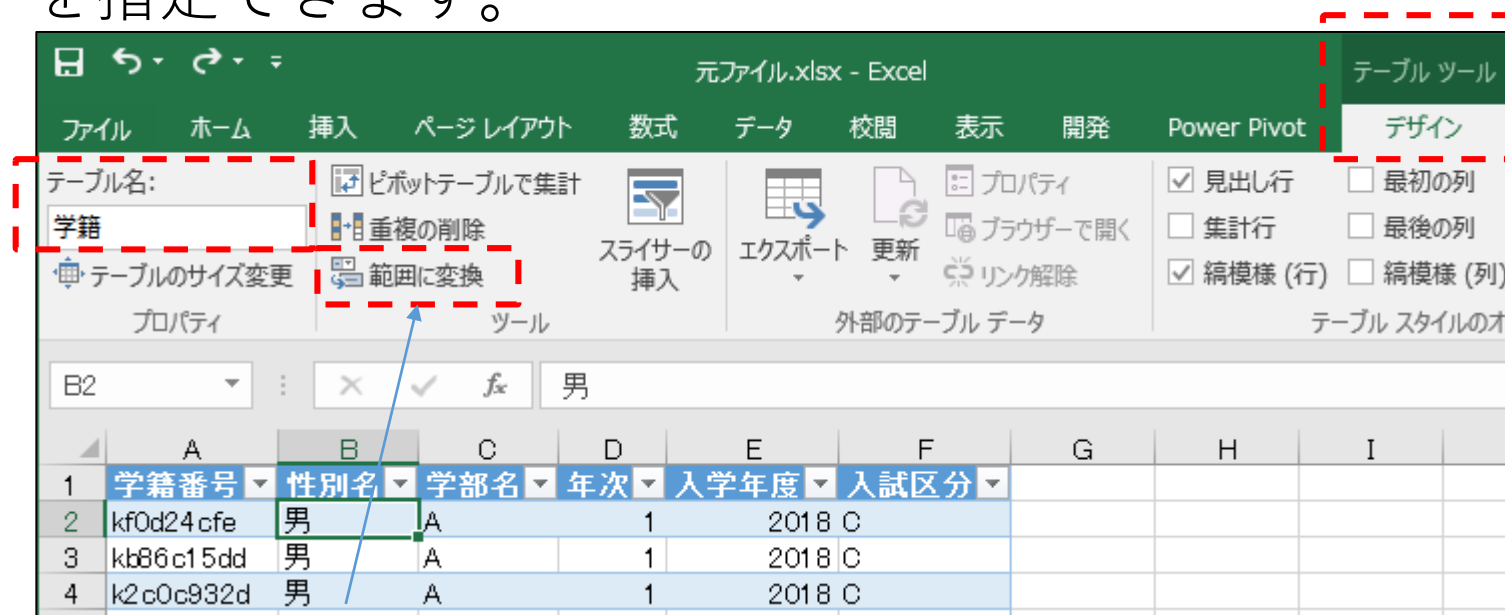 を指定できます。
元ファイル.xlsx - Excel
テーブル ツール
ファイル ホーム 挿入 ページ レイアウト 数式 データ 校閲 表示 開発 Power Pivot デザイン
テーブル名:
学籍
テーブルのサイズ変更
プロパティ
ピボットテーブルで集計
重複の削除
範囲に変換
スライサーの
挿入
ツール
エクスポート
更新
プロパティ
ブラウザーで開く
リンク解除
外部のテーブル データ
見出し行
集計行
縞模様 (行)
最初の列
最後の列
縞模様 (列)
テーブル スタイルのオ
B2 fx 男
A B C D E F G H I
1 学籍番号 性別名 学部名 年次 入学年度 入試区分
2 kf0d24cfe 男 A 1 2018 C
3 kb86c15dd 男 A 1 2018 C
4 k2c0c932d 男 A 1 2018 C